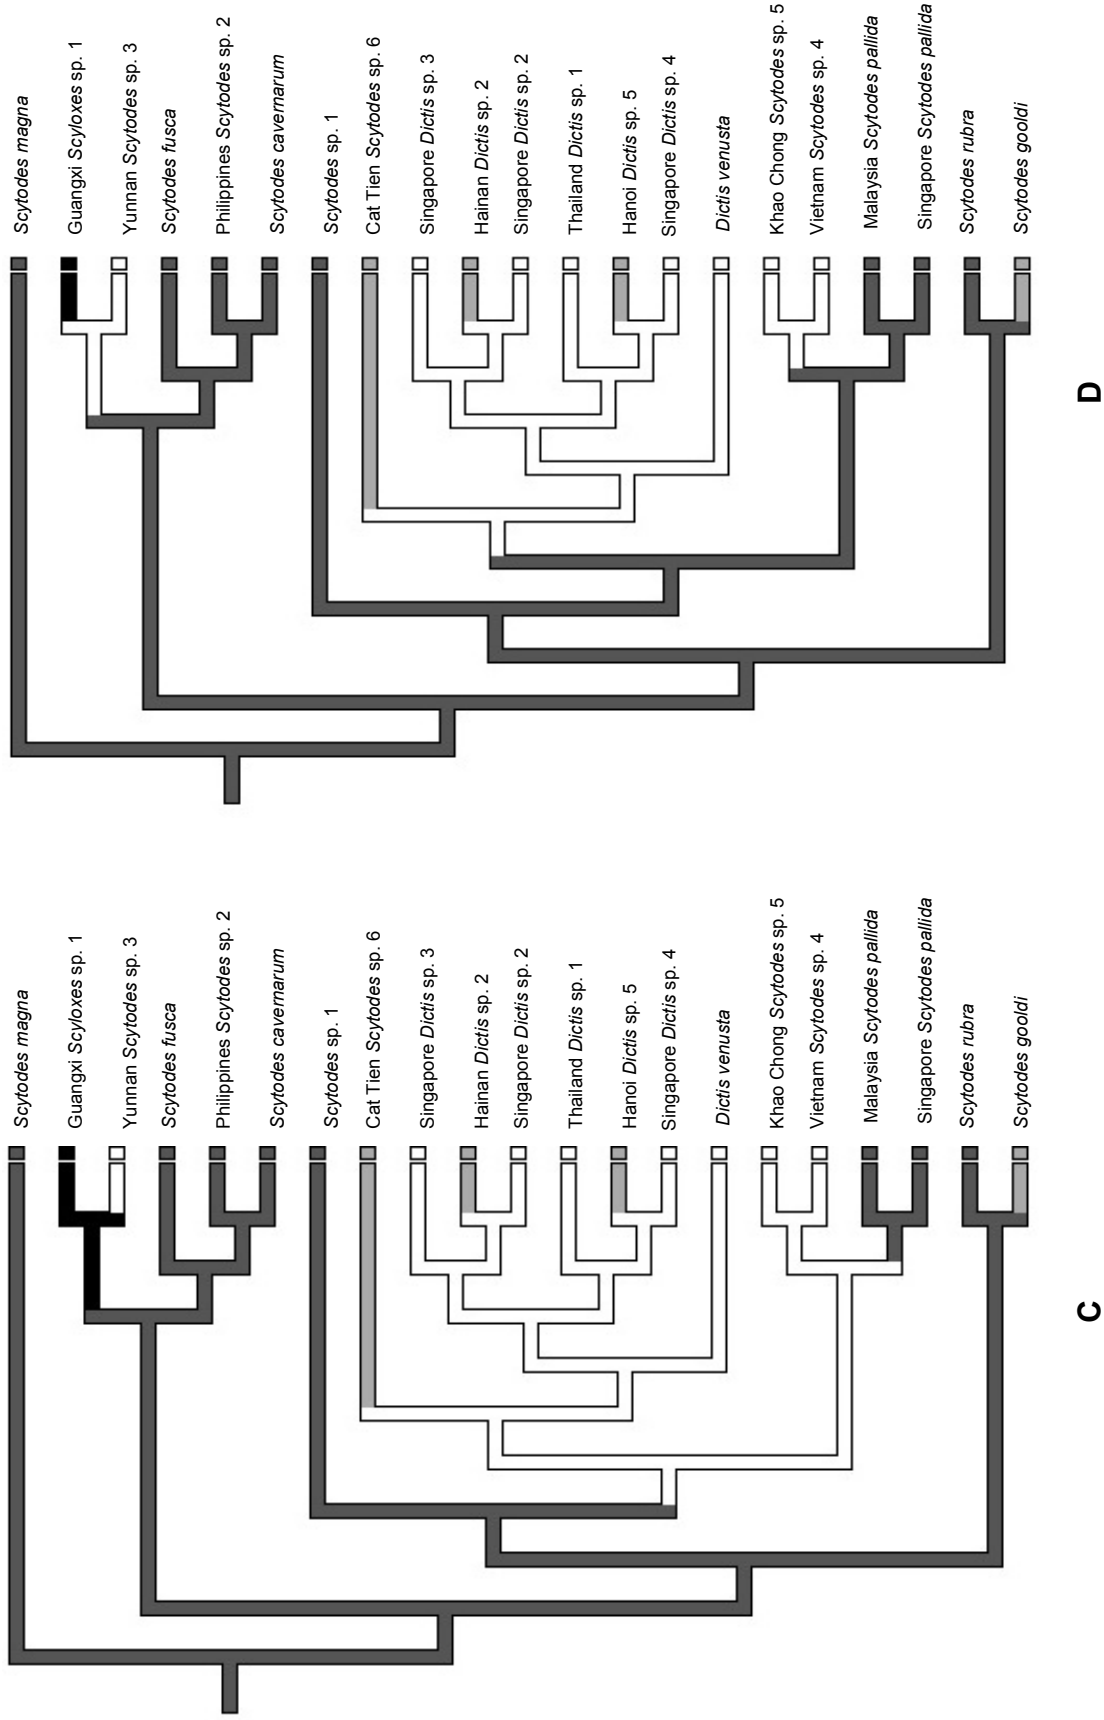 Scytodes magna
Guangxi Scyloxes sp. 1
Yunnan Scytodes sp. 3
Scytodes fusca
Philippines Scytodes sp. 2
Scytodes cavernarum
Scytodes sp. 1
Cat Tien Scytodes sp. 6
Singapore Dictis sp. 3
Hainan Dictis sp. 2
Singapore Dictis sp. 2
Thailand Dictis sp. 1
Hanoi Dictis sp. 5
Singapore Dictis sp. 4
Dictis venusta
Khao Chong Scytodes sp. 5
Vietnam Scytodes sp. 4
Malaysia Scytodes pallida
Singapore Scytodes pallida
Scytodes rubra
Scytodes gooldi
D
Scytodes magna
Guangxi Scyloxes sp. 1
Yunnan Scytodes sp. 3
Scytodes fusca
Philippines Scytodes sp. 2
Scytodes cavernarum
Scytodes sp. 1
Cat Tien Scytodes sp. 6
Singapore Dictis sp. 3
Hainan Dictis sp. 2
Singapore Dictis sp. 2
Thailand Dictis sp. 1
Hanoi Dictis sp. 5
Singapore Dictis sp. 4
Dictis venusta
Khao Chong Scytodes sp. 5
Vietnam Scytodes sp. 4
Malaysia Scytodes pallida
Singapore Scytodes pallida
Scytodes rubra
Scytodes gooldi
C